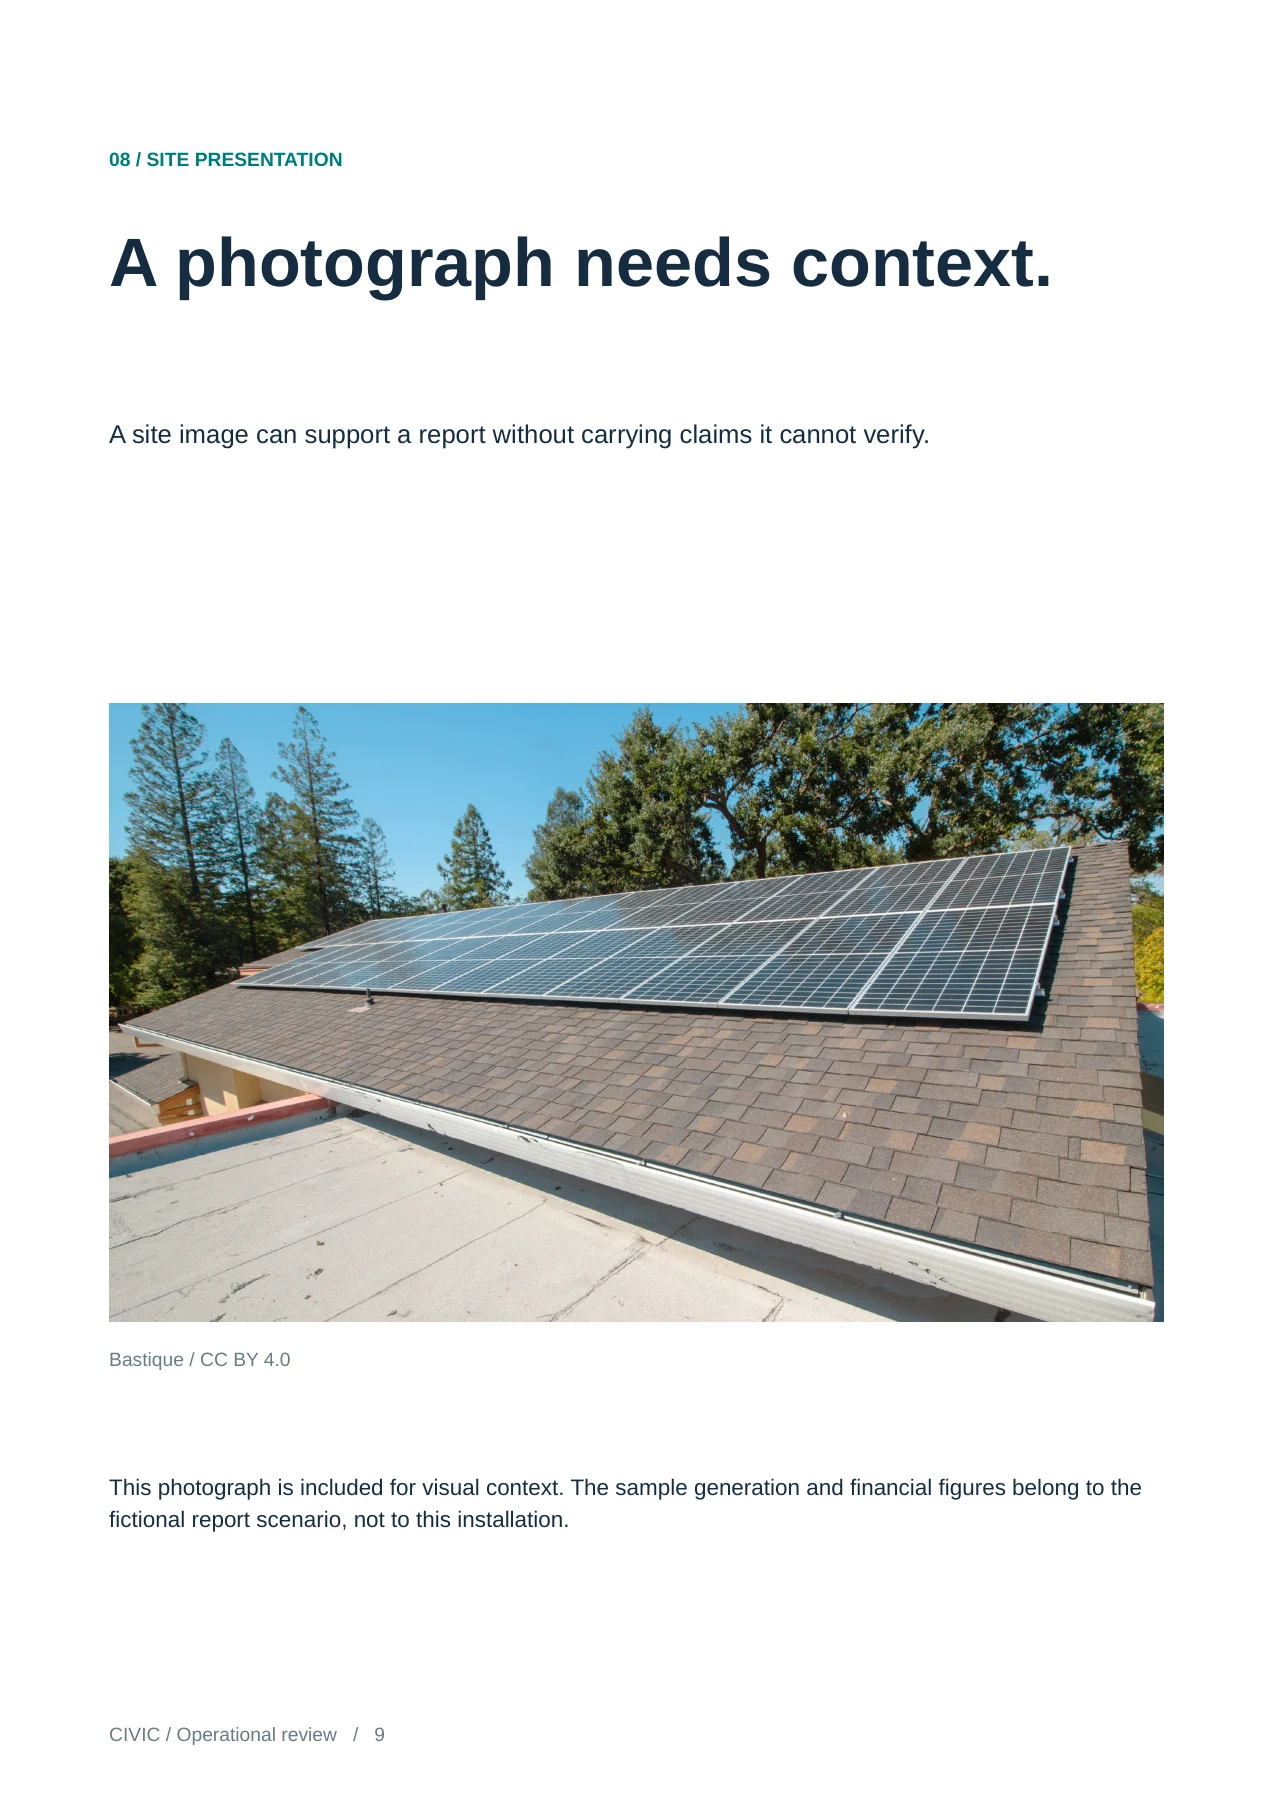 08 / SITE PRESENTATION
A photograph needs context.
A site image can support a report without carrying claims it cannot verify.
Bastique / CC BY 4.0
This photograph is included for visual context. The sample generation and financial figures belong to the
fictional report scenario, not to this installation.
CIVIC / Operational review / 9